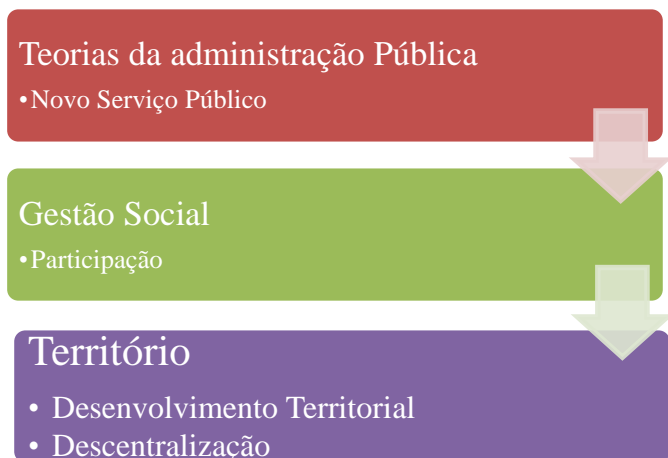 Teorias da administração Pública
•Novo Serviço Público
Gestão Social
•Participação
Território
• Desenvolvimento Territorial
• Descentralização